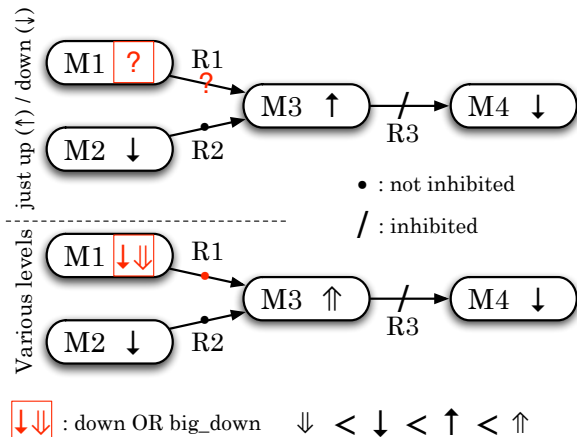 just up (↑) / down (↓)
M1 ?
R1
?
M3 ↑
M4 ↓
M2 ↓
R2
R3
• : not inhibited
/ : inhibited
Various levels
M1 ↓⇓
R1
M3 ⇑
M4 ↓
M2 ↓
R2
R3
↓⇓ : down OR big_down ⇓ < ↓ < ↑ < ⇑